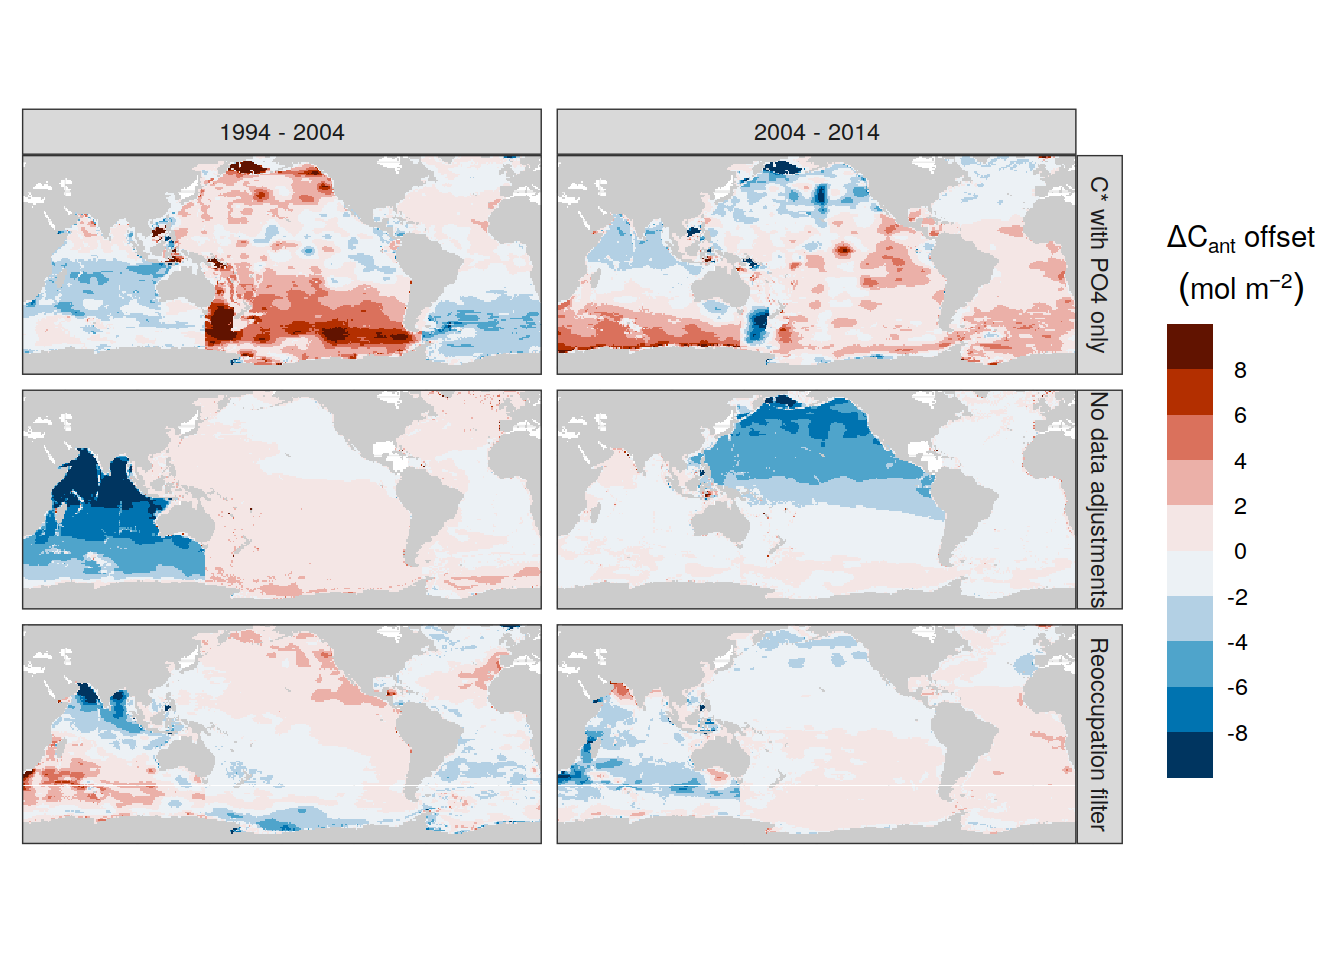 1994 - 2004
2004 - 2014
C* with PO4 only
No data adjustments
Reoccupation filter
ΔCant offset
(mol m−2)
8
6
4
2
0
-2
-4
-6
-8